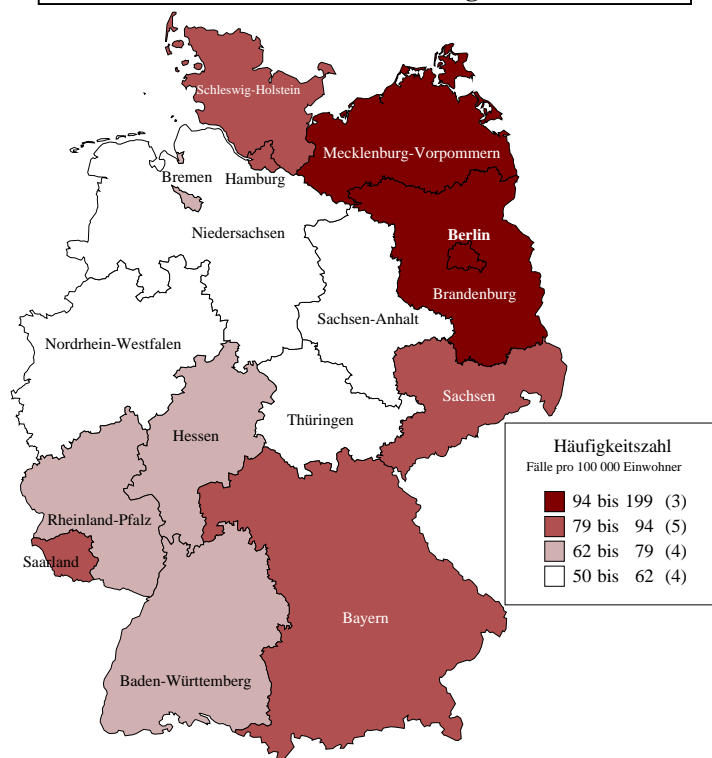 Schleswig-Holstein
Mecklenburg-Vorpommern
Bremen
Hamburg
Niedersachsen
Berlin
Brandenburg
Sachsen-Anhalt
Nordrhein-Westfalen
Sachsen
Thüringen
Hessen
Rheinland-Pfalz
Saarland
Bayern
Baden-Württemberg
Häufigkeitszahl
Fälle pro 100 000 Einwohner
94 bis 199 (3)
79 bis 94 (5)
62 bis 79 (4)
50 bis 62 (4)